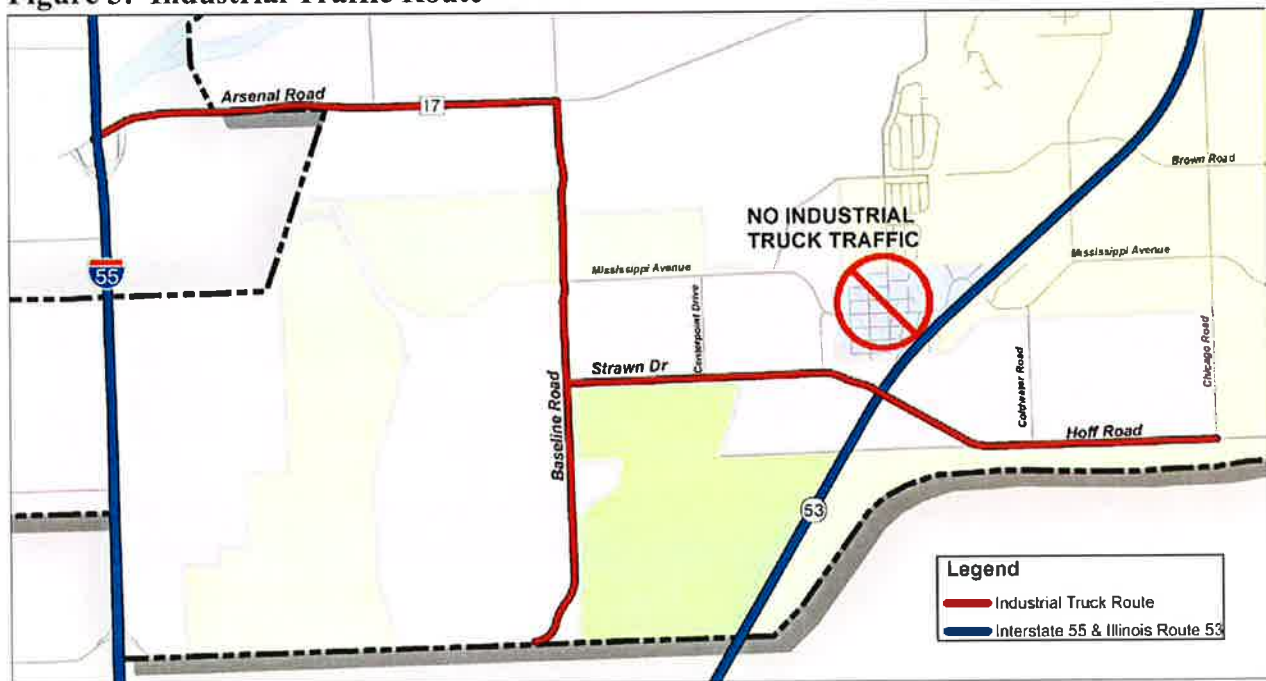 Figure 5. Industrial Traffic Route
Arsenal Road
17
Brown Road
NO INDUSTRIAL
TRUCK TRAFFIC
55
Mississippi Avenue
Mississippi Avenue
Centerpoint Drive
Chicago Road
Strawn Dr
Baseline Road
Coldwater Road
Hoff Road
53
Legend
Industrial Truck Route
Interstate 55 & Illinois Route 53